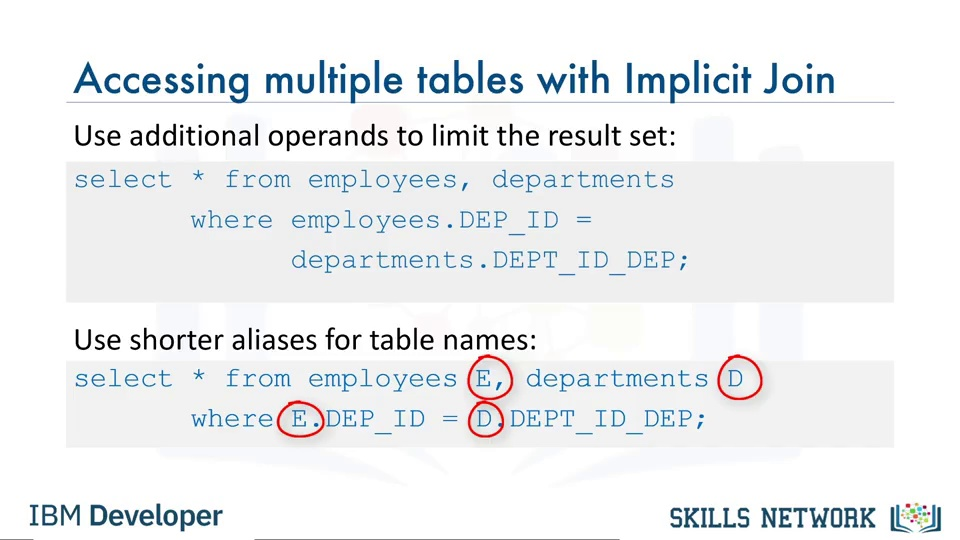 Accessing multiple tables with Implicit Join
Use additional operands to limit the result set:
select * from employees, departments
where employees.DEP_ID =
departments.DEPT_ID_DEP;
Use shorter aliases for table names:
select * from employees E, departments D
where E.DEP_ID = D.DEPT_ID_DEP;
IBM Developer
SKILLS NETWORK